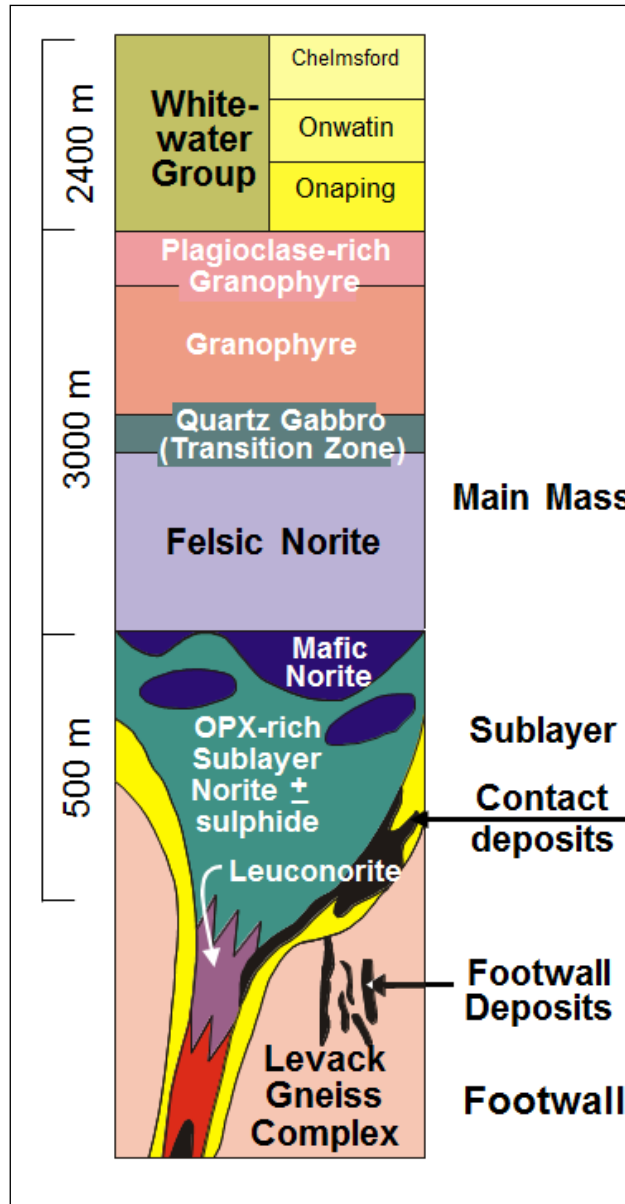 2400 m
White-
water
Group
Chelmsford
Onwatin
Onaping
3000 m
Plagioclase-rich
Granophyre
Granophyre
Quartz Gabbro
(Transition Zone)
Felsic Norite
Main Mass
500 m
Mafic
Norite
OPX-rich
Sublayer
Norite ±
sulphide
Sublayer
Contact
deposits
Leuconorite
Footwall
Deposits
Levack
Gneiss
Complex
Footwall